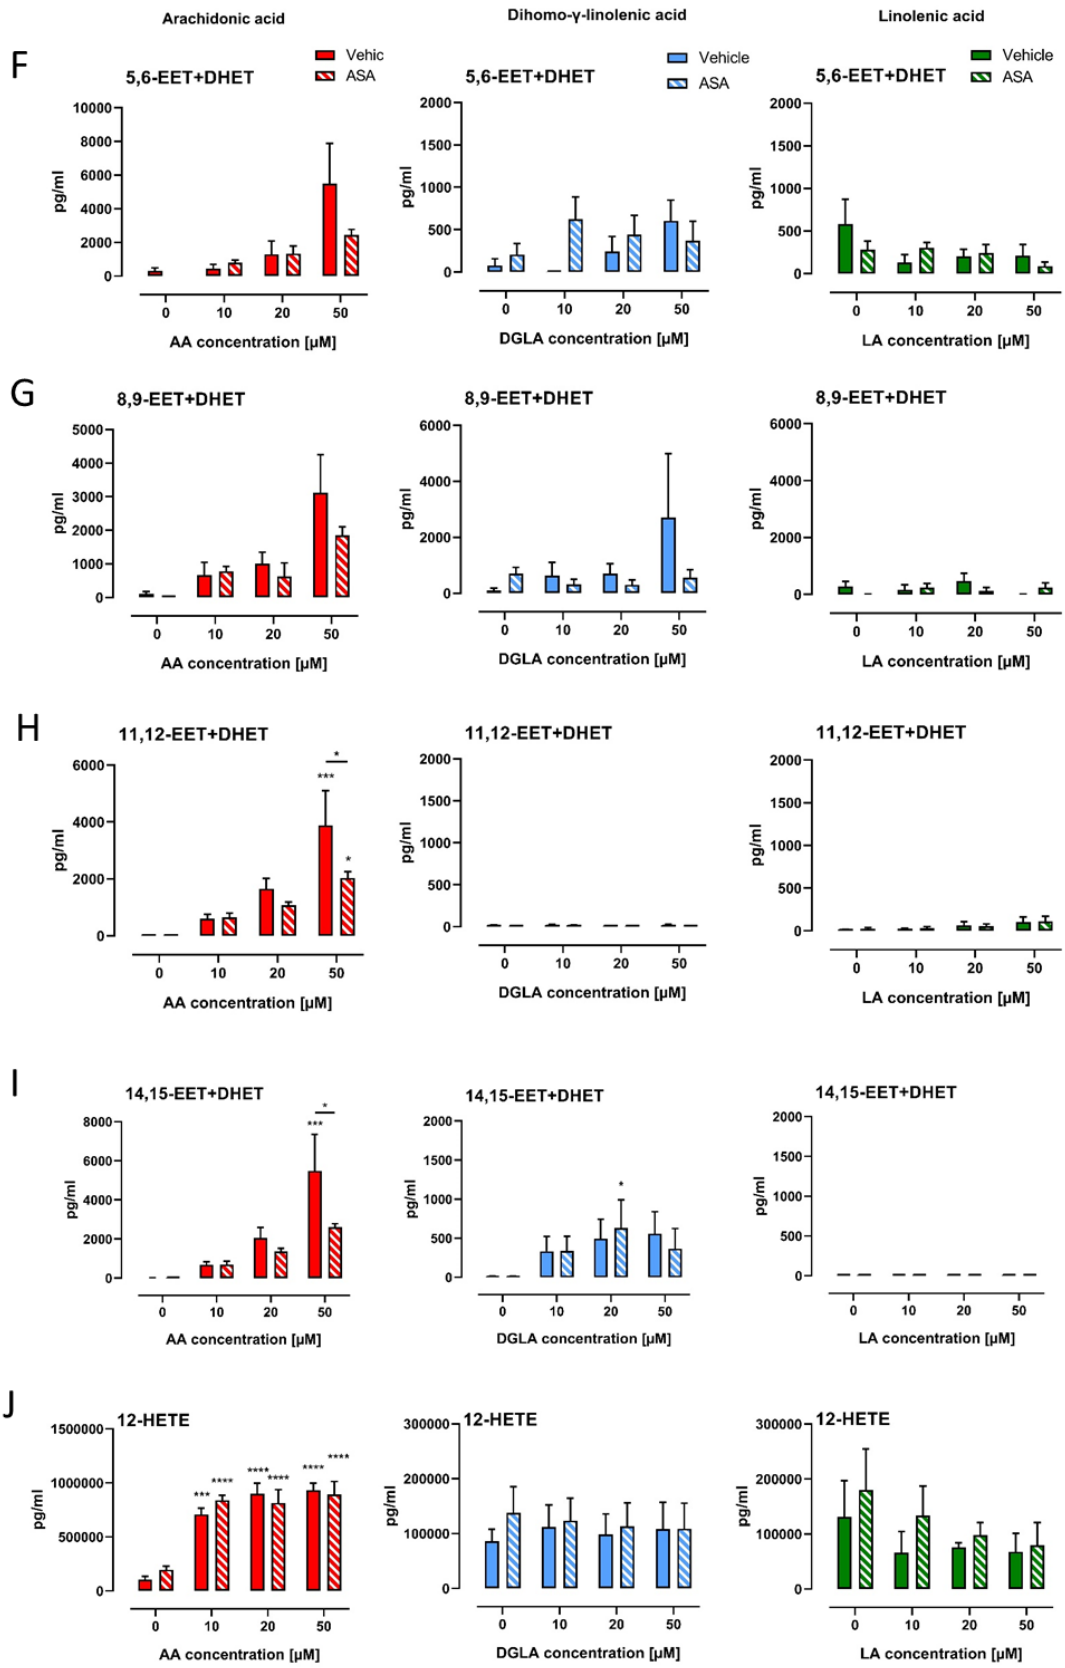 Arachidonic acid Dihomo-γ-linolenic acid Linolenic acid
F
Vehic
ASA
5,6-EET+DHET
10000
8000
6000
4000
2000
0
pg/ml
0 10 20 50
AA concentration [µM]
Vehicle
ASA
5,6-EET+DHET
2000
1500
1000
500
0
pg/ml
0 10 20 50
DGLA concentration [µM]
Vehicle
ASA
5,6-EET+DHET
2000
1500
1000
500
0
pg/ml
0 10 20 50
LA concentration [µM]
G
8,9-EET+DHET
5000
4000
3000
2000
1000
0
pg/ml
0 10 20 50
AA concentration [µM]
8,9-EET+DHET
6000
4000
2000
0
pg/ml
0 10 20 50
DGLA concentration [µM]
8,9-EET+DHET
6000
4000
2000
0
pg/ml
0 10 20 50
LA concentration [µM]
H
11,12-EET+DHET
*
***
*
6000
4000
2000
0
pg/ml
0 10 20 50
AA concentration [µM]
11,12-EET+DHET
2000
1500
1000
500
0
pg/ml
0 10 20 50
DGLA concentration [µM]
11,12-EET+DHET
2000
1500
1000
500
0
pg/ml
0 10 20 50
LA concentration [µM]
I
14,15-EET+DHET
*
***
8000
6000
4000
2000
0
pg/ml
0 10 20 50
AA concentration [µM]
14,15-EET+DHET
*
2000
1500
1000
500
0
pg/ml
0 10 20 50
DGLA concentration [µM]
14,15-EET+DHET
2000
1500
1000
500
0
pg/ml
0 10 20 50
LA concentration [µM]
J
12-HETE
*** **** **** **** **** ****
1500000
1000000
500000
0
pg/ml
0 10 20 50
AA concentration [µM]
12-HETE
300000
200000
100000
0
pg/ml
0 10 20 50
DGLA concentration [µM]
12-HETE
300000
200000
100000
0
pg/ml
0 10 20 50
LA concentration [µM]